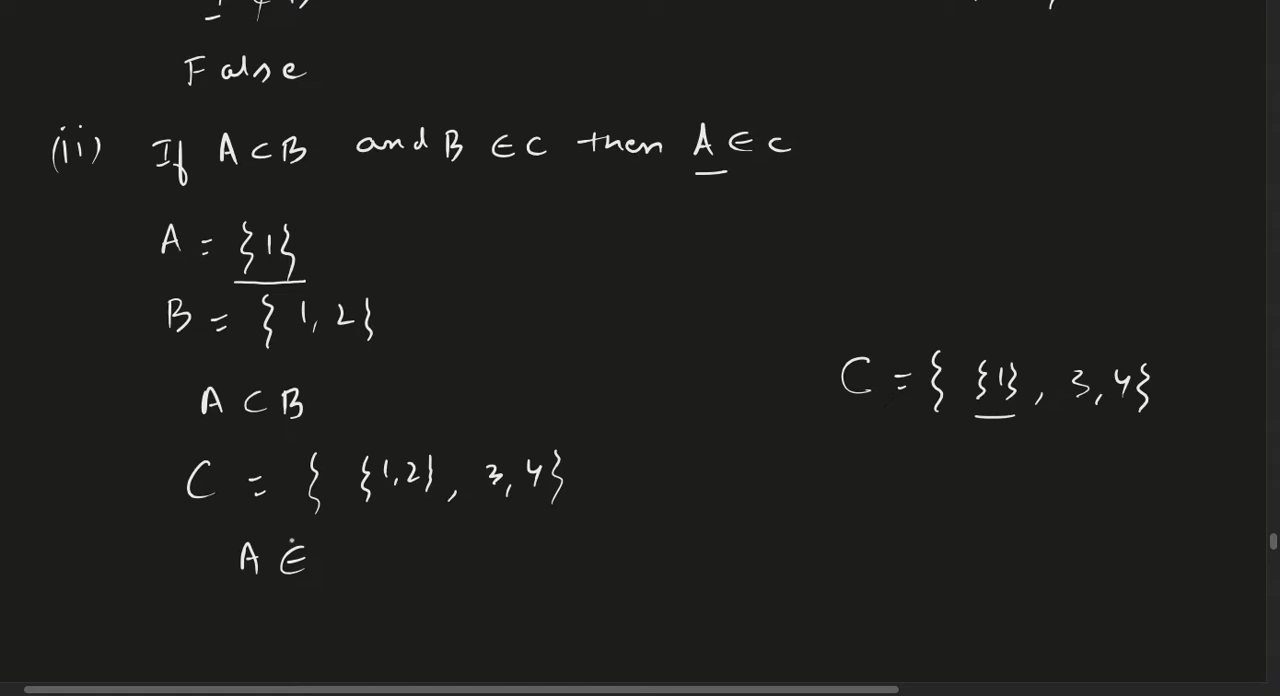 False
(ii) If A ⊂ B and B ∈ C then A ∈ C
A = {1}
B = {1, 2}
A ⊂ B
C = { {1}, 3, 4}
C = { {1,2}, 3, 4}
A ∈